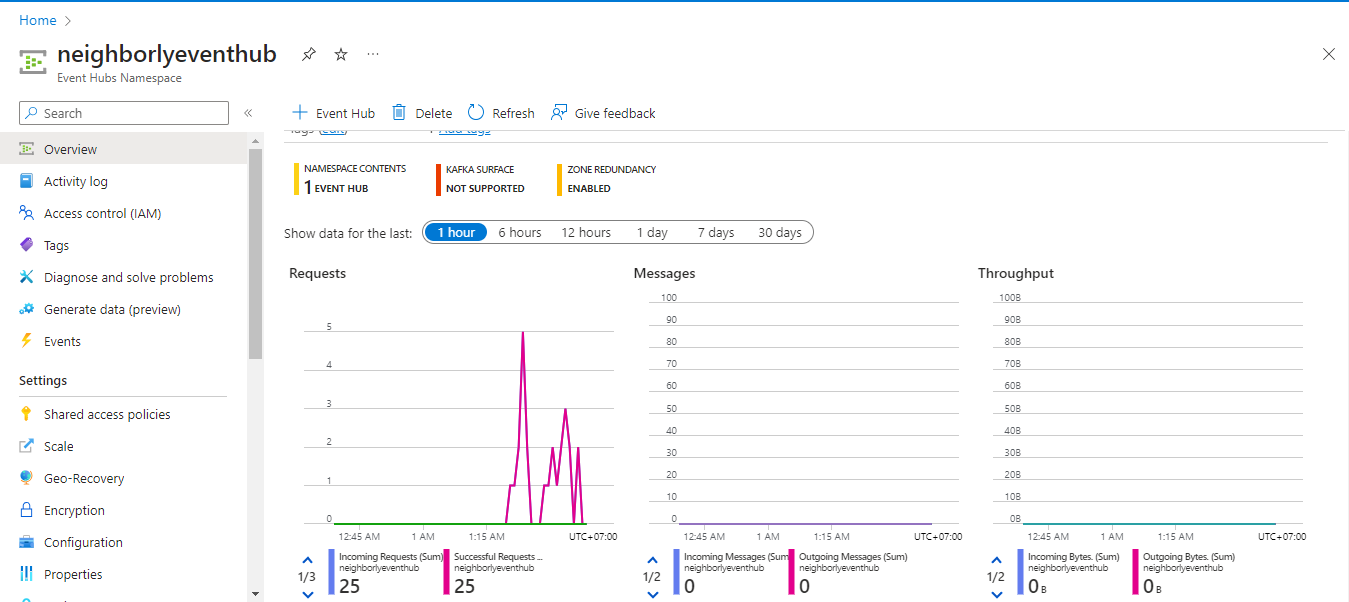 Home
neighborlyeventhub
Event Hubs Namespace
Search
Event Hub Delete Refresh Give feedback
Tags (edit) : Add tags
Overview
Activity log
Access control (IAM)
Tags
Diagnose and solve problems
Generate data (preview)
Events
Settings
Shared access policies
Scale
Geo-Recovery
Encryption
Configuration
Properties
NAMESPACE CONTENTS
1 EVENT HUB
KAFKA SURFACE
NOT SUPPORTED
ZONE REDUNDANCY
ENABLED
Show data for the last: 1 hour 6 hours 12 hours 1 day 7 days 30 days
Requests
5
4
3
2
1
0
12:45 AM 1 AM 1:15 AM UTC+07:00
1/3
Incoming Requests (Sum)
neighborlyeventhub
25
Successful Requests ...
neighborlyeventhub
25
Messages
100
90
80
70
60
50
40
30
20
10
0
12:45 AM 1 AM 1:15 AM UTC+07:00
1/2
Incoming Messages (Sum)
neighborlyeventhub
0
Outgoing Messages (Sum)
neighborlyeventhub
0
Throughput
100B
90B
80B
70B
60B
50B
40B
30B
20B
10B
0B
12:45 AM 1 AM 1:15 AM UTC+07:00
1/2
Incoming Bytes. (Sum)
neighborlyeventhub
0 B
Outgoing Bytes. (Sum)
neighborlyeventhub
0 B